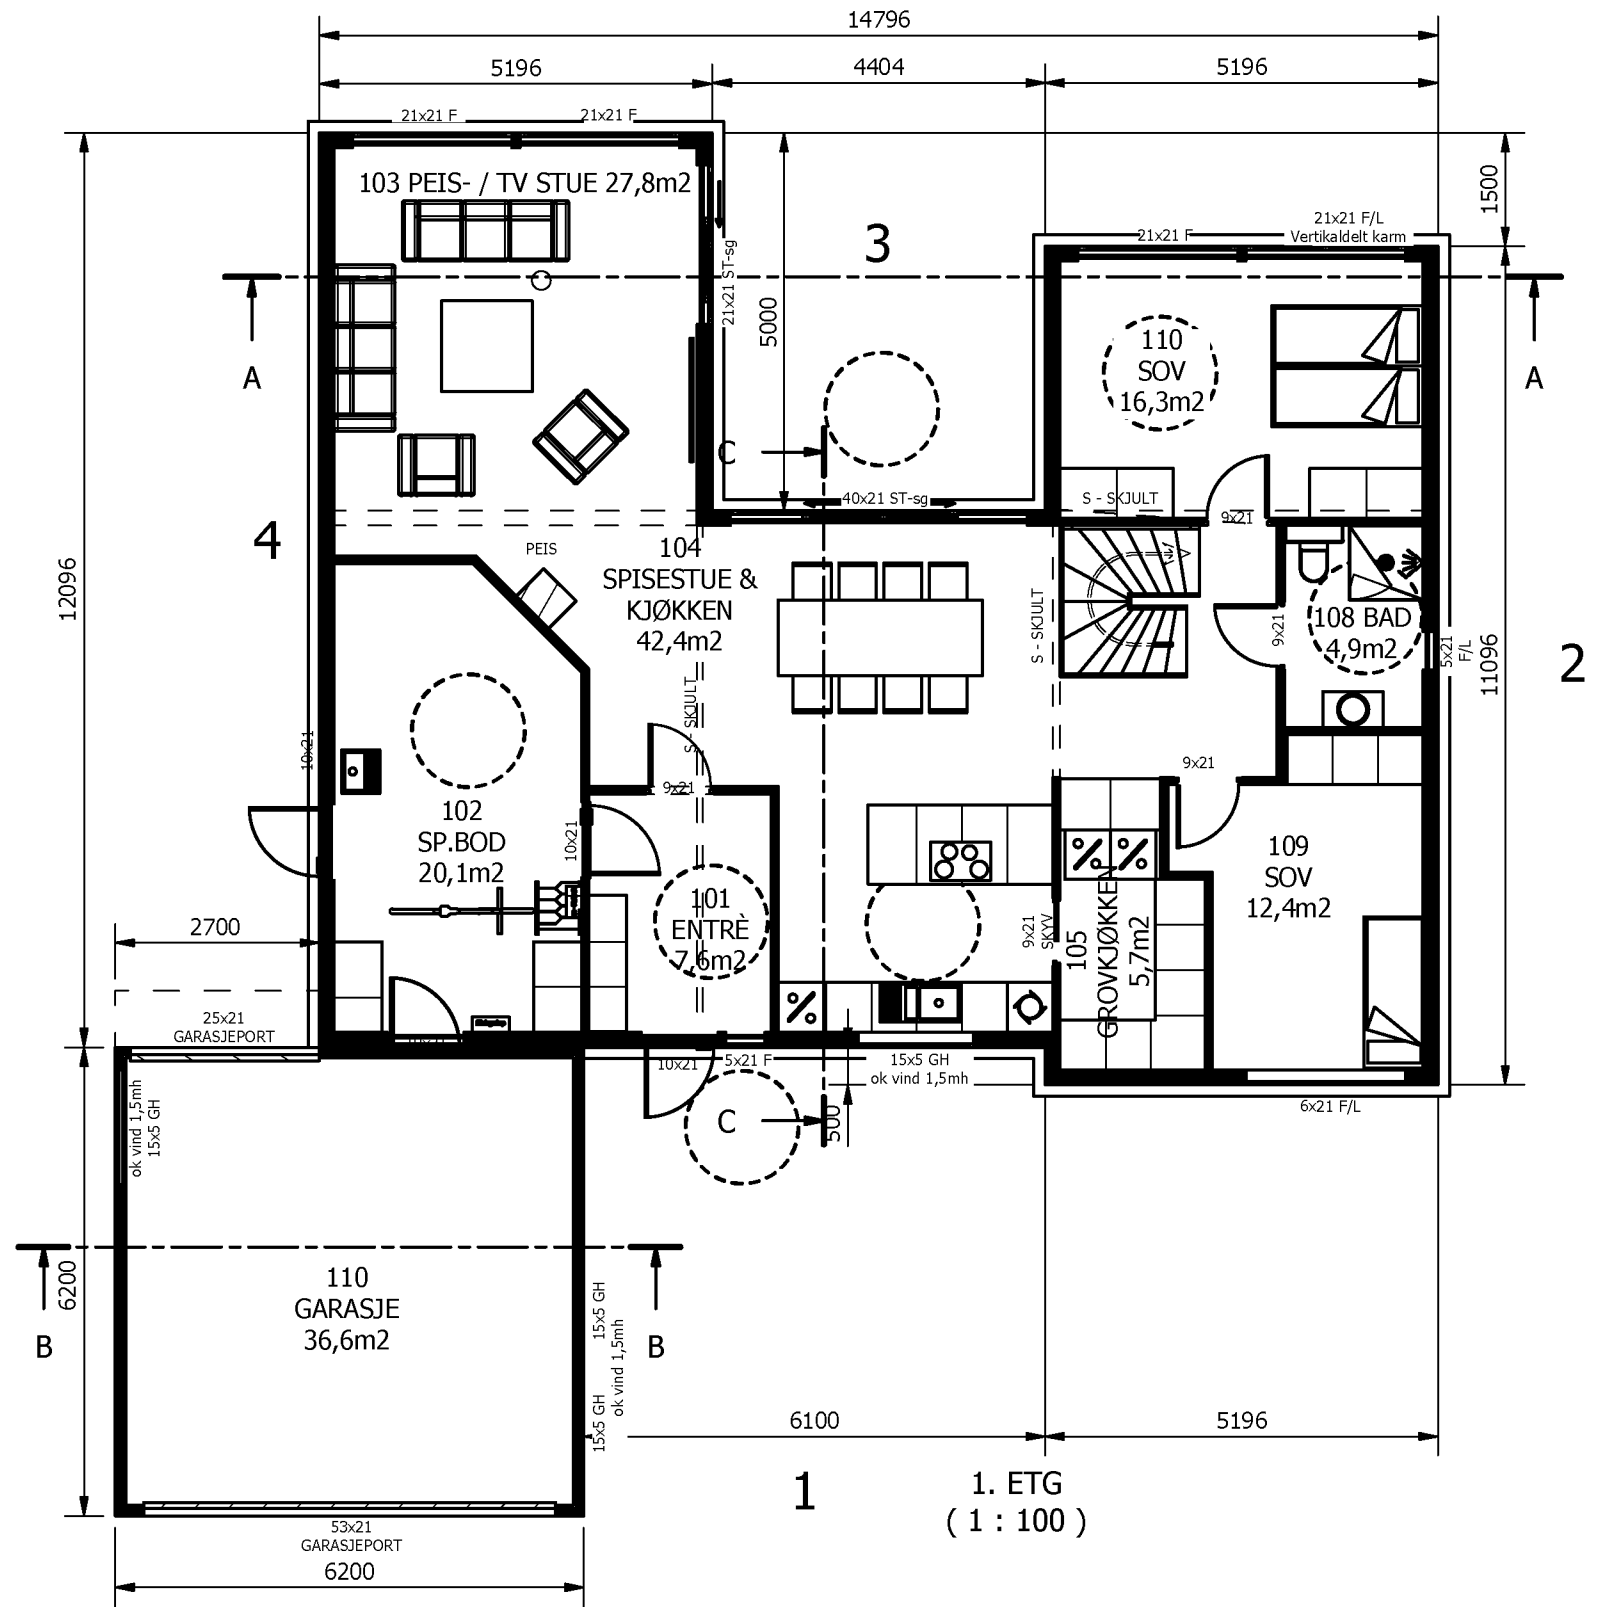 14796
5196
4404
5196
21x21 F
21x21 F
103 PEIS- / TV STUE 27,8m2
1500
21x21 F/L
Vertikaldelt karm
21x21 F
3
21x21 ST-sg
5000
A
A
110
SOV
16,3m2
C
40x21 ST-sg
S - SKJULT
9x21
4
PEIS
104
SPISESTUE &
KJØKKEN
42,4m2
12096
S - SKJULT
9x21
108 BAD
4,9m2
5x21
F/L
11096
2
S - SKJULT
10x21
9x21
9x21
102
SP.BOD
20,1m2
10x21
109
SOV
12,4m2
101
ENTRÈ
7,6m2
9x21
SKYV
105
GROVKJØKKEN
5,7m2
2700
25x21
GARASJEPORT
10x21
10x21
5x21 F
15x5 GH
ok vind 1,5mh
ok vind 1,5mh
15x5 GH
C
500
6x21 F/L
6200
110
GARASJE
36,6m2
15x5 GH
ok vind 1,5mh
B
B
15x5 GH
6100
5196
1
1. ETG
( 1 : 100 )
53x21
GARASJEPORT
6200